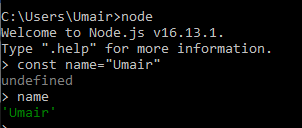 C:\Users\Umair>node
Welcome to Node.js v16.13.1.
Type ".help" for more information.
> const name="Umair"
undefined
> name
'Umair'
>